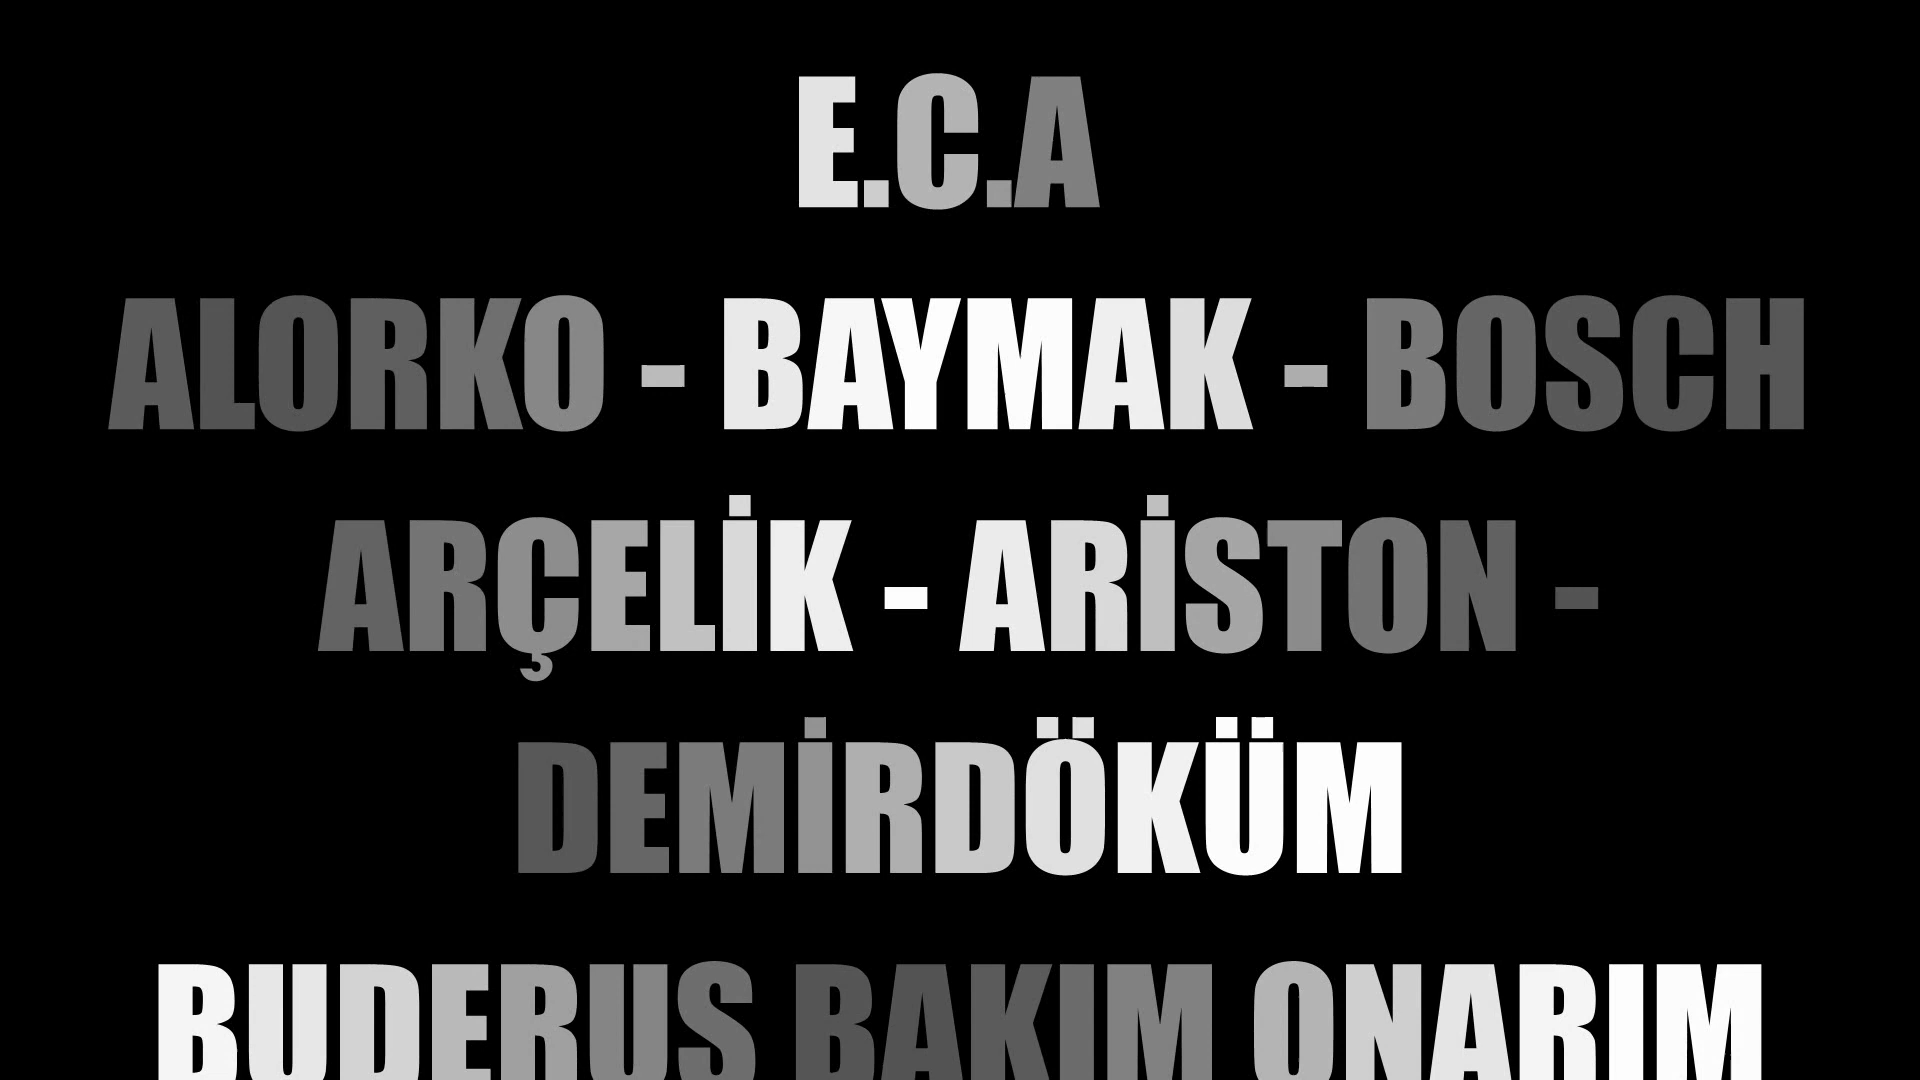 E.C.A
ALORKO - BAYMAK - BOSCH
ARÇELİK - ARİSTON -
DEMİRDÖKÜM
BUDERUS BAKIM ONARIM